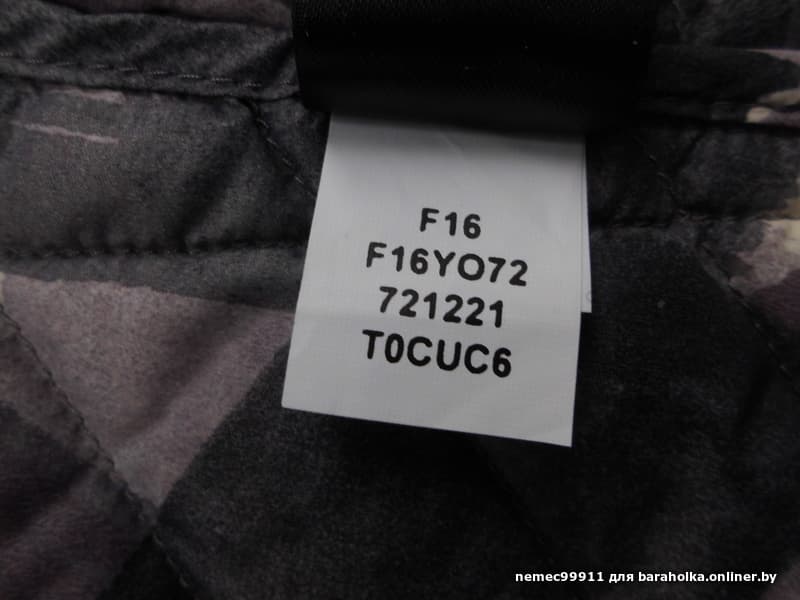 F16
F16YO72
721221
T0CUC6
nemec99911 для baraholka.onliner.by